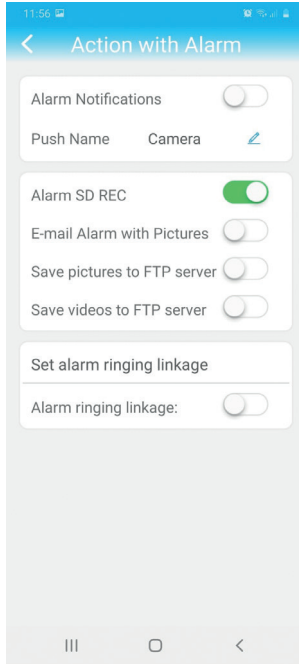 11:56
Action with Alarm
Alarm Notifications
Push Name Camera
Alarm SD REC
E-mail Alarm with Pictures
Save pictures to FTP server
Save videos to FTP server
Set alarm ringing linkage
Alarm ringing linkage: